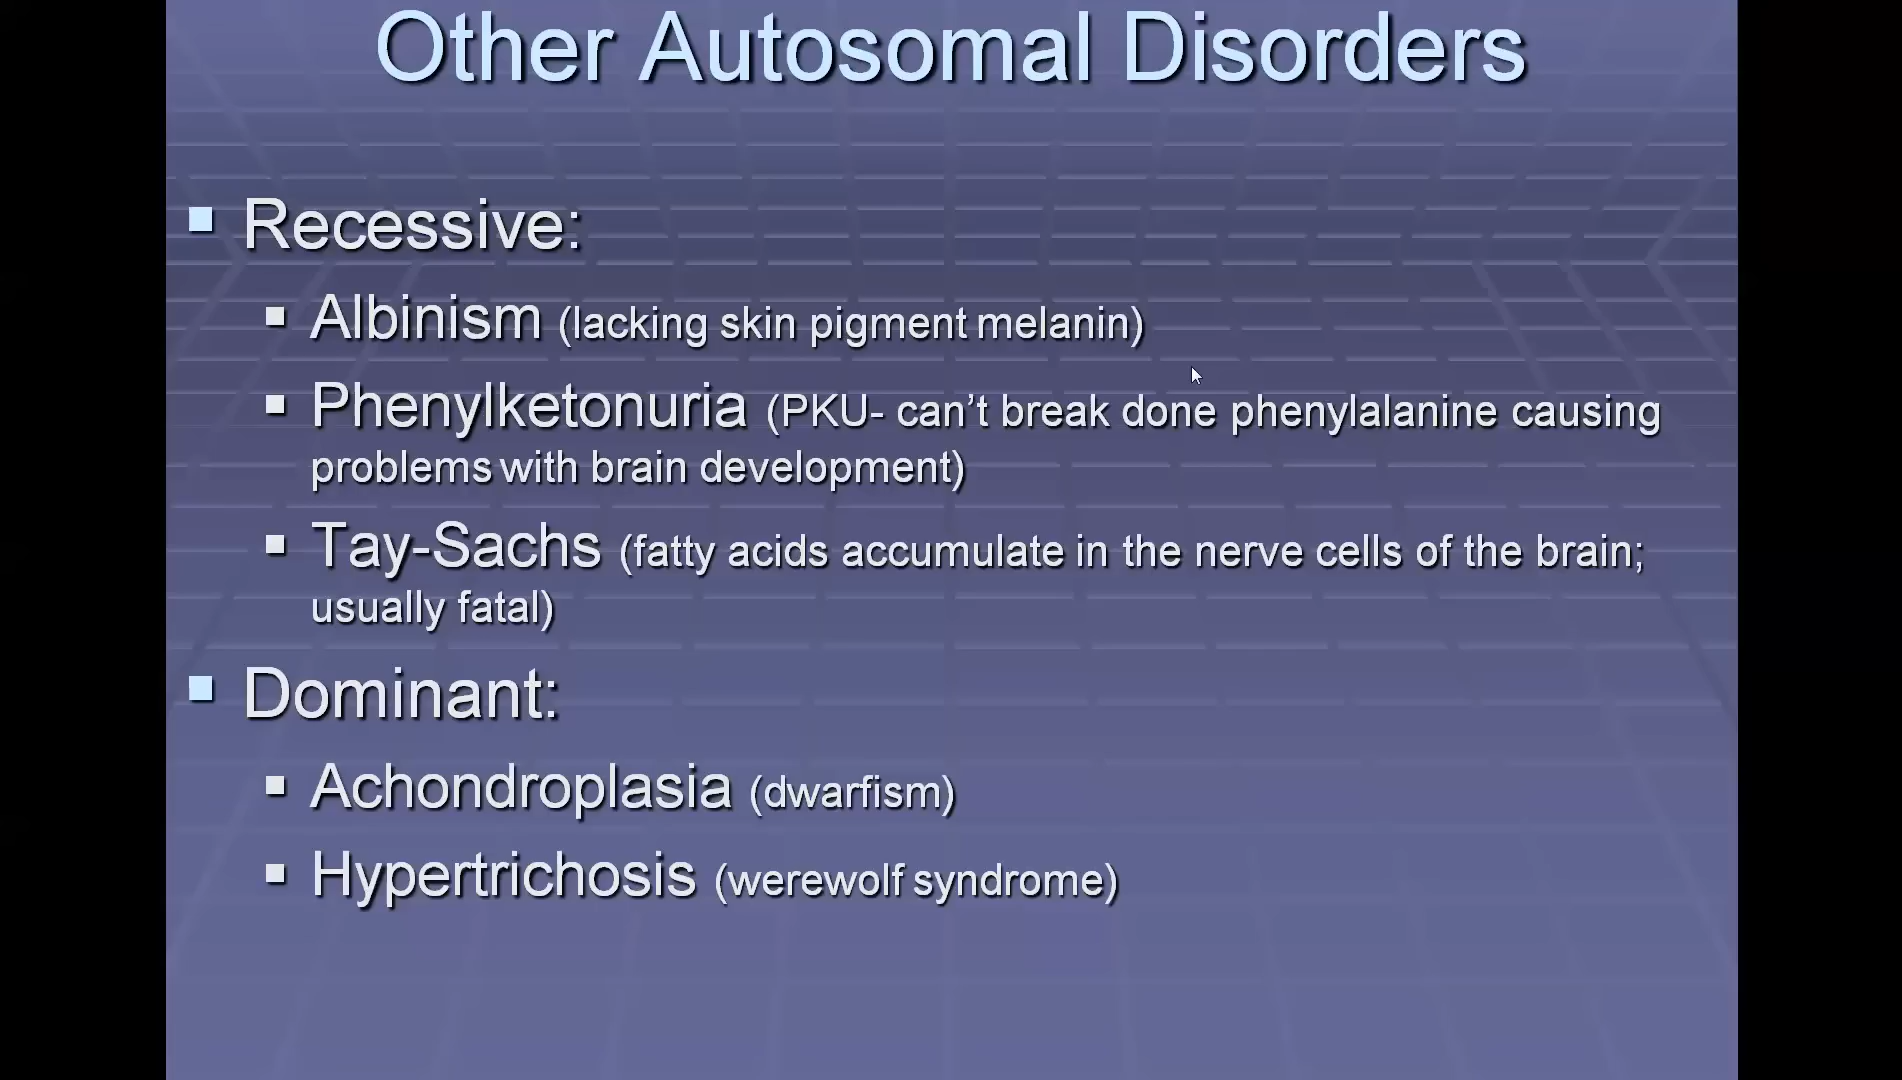 Other Autosomal Disorders
Recessive:
Albinism (lacking skin pigment melanin)
Phenylketonuria (PKU- can’t break done phenylalanine causing
problems with brain development)
Tay-Sachs (fatty acids accumulate in the nerve cells of the brain;
usually fatal)
Dominant:
Achondroplasia (dwarfism)
Hypertrichosis (werewolf syndrome)